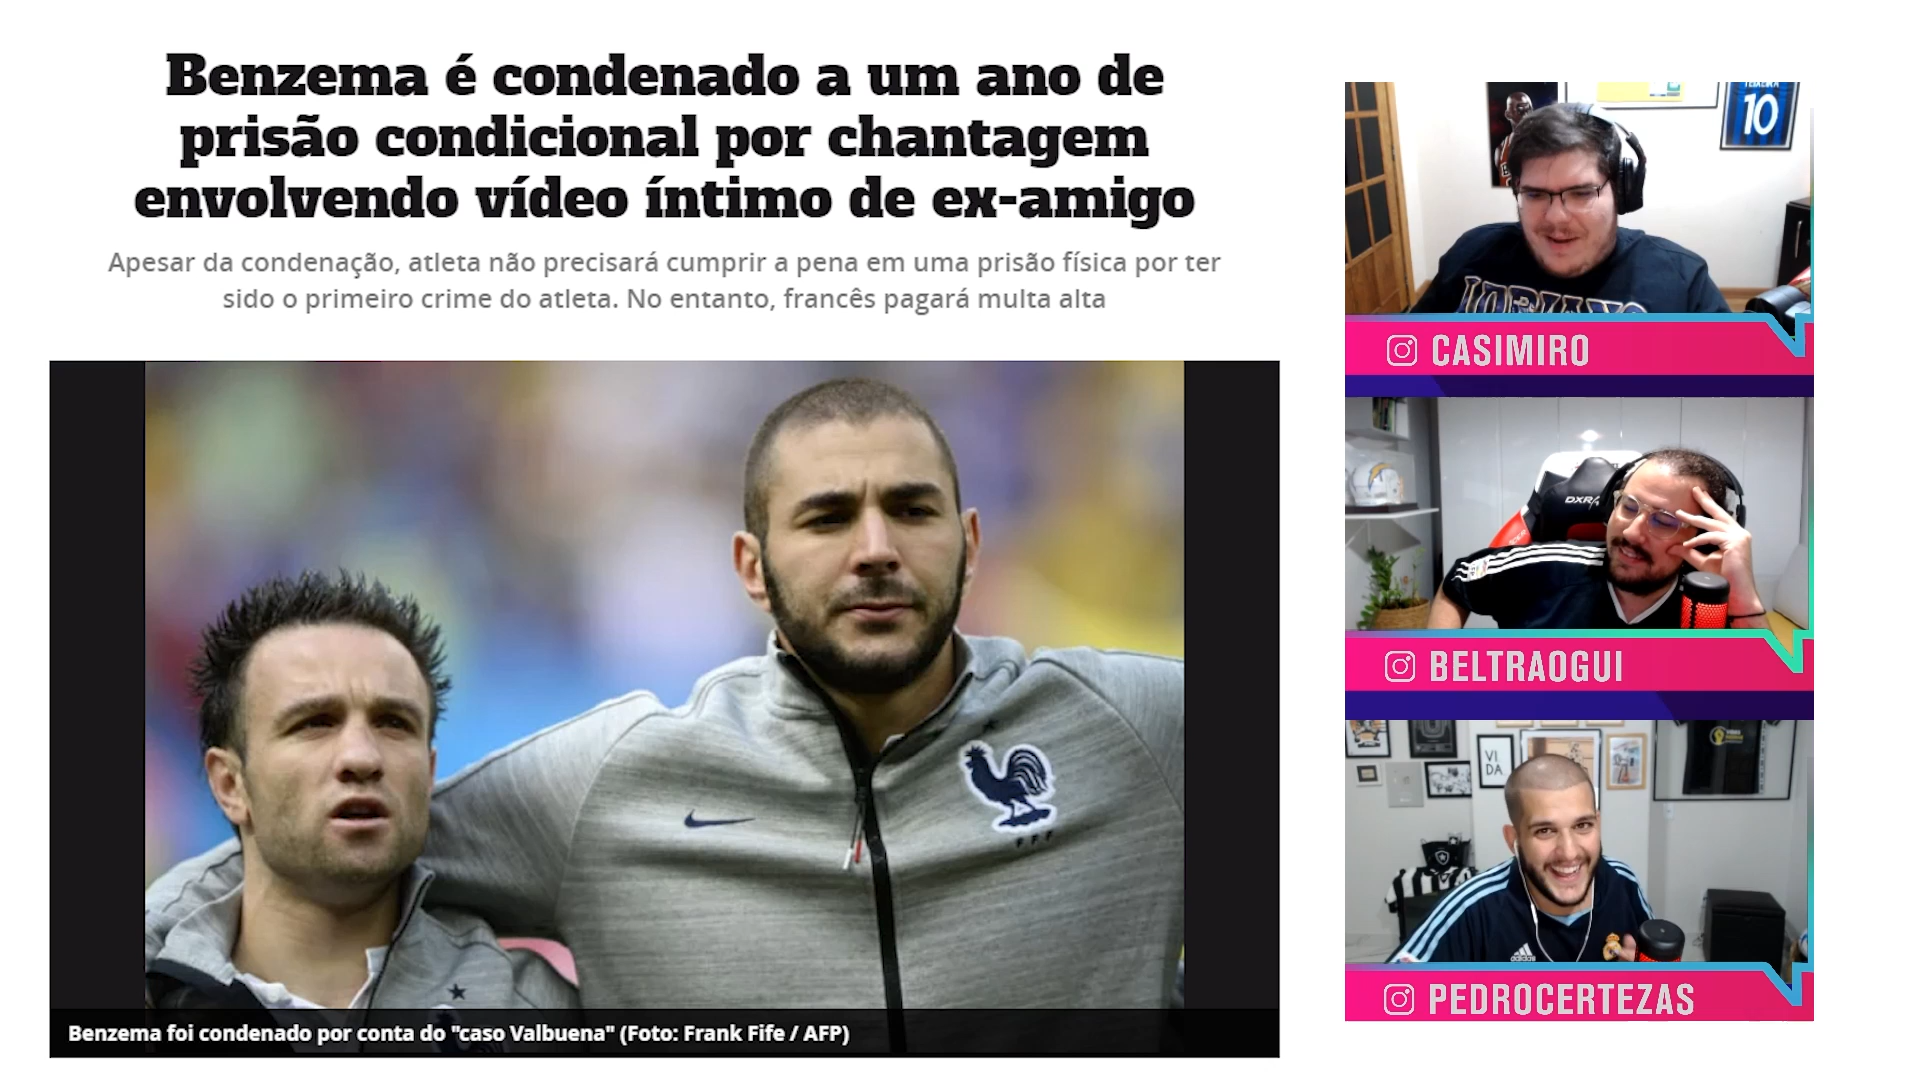 Benzema é condenado a um ano de
prisão condicional por chantagem
envolvendo vídeo íntimo de ex-amigo
Apesar da condenação, atleta não precisará cumprir a pena em uma prisão física por ter
sido o primeiro crime do atleta. No entanto, francês pagará multa alta
FFF
Benzema foi condenado por conta do "caso Valbuena" (Foto: Frank Fife / AFP)
10
CASIMIRO
DXR
BELTRAOGUI
VI
DA
adidas
PEDROCERTEZAS